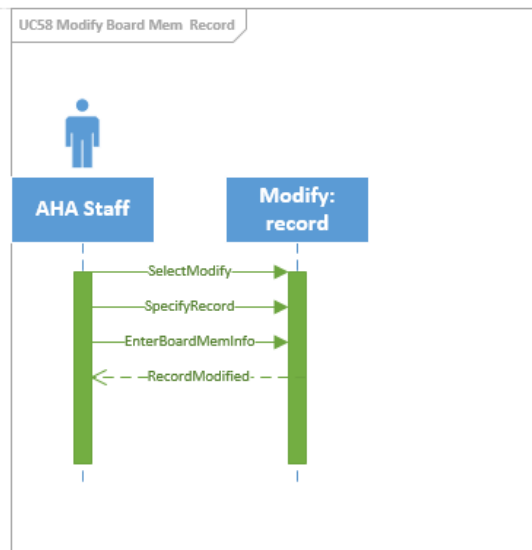 UC58 Modify Board Mem Record
AHA Staff
Modify:
record
SelectModify
SpecifyRecord
EnterBoardMemInfo
RecordModified